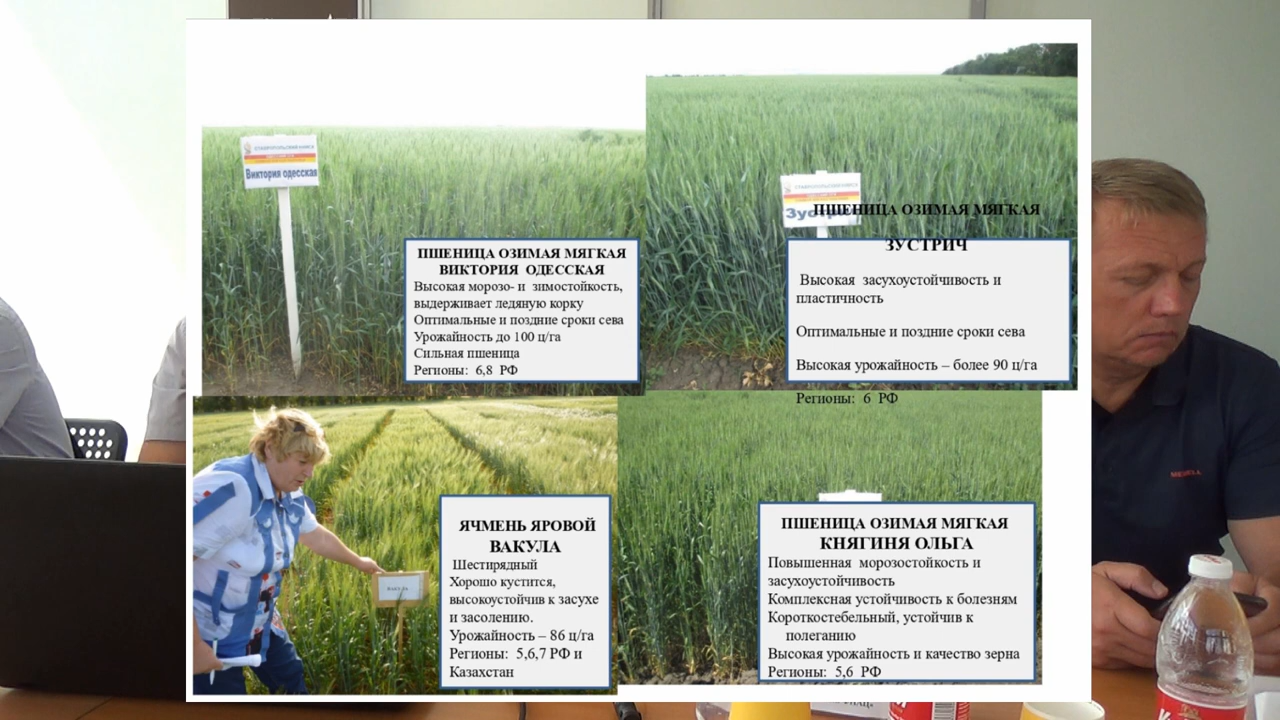 СТАВРОПОЛЬСКИЙ НИИСХ
Виктория одесская
ПШЕНИЦА ОЗИМАЯ МЯГКАЯ
ВИКТОРИЯ ОДЕССКАЯ
Высокая морозо- и зимостойкость,
выдерживает ледяную корку
Оптимальные и поздние сроки сева
Урожайность до 100 ц/га
Сильная пшеница
Регионы: 6,8 РФ
ПШЕНИЦА ОЗИМАЯ МЯГКАЯ
ЗУСТРИЧ
Высокая засухоустойчивость и
пластичность
Оптимальные и поздние сроки сева
Высокая урожайность – более 90 ц/га
Регионы: 6 РФ
ВАКУЛА
ЯЧМЕНЬ ЯРОВОЙ
ВАКУЛА
Шестирядный
Хорошо кустится,
высокоустойчив к засухе
и засолению.
Урожайность – 86 ц/га
Регионы: 5,6,7 РФ и
Казахстан
ПШЕНИЦА ОЗИМАЯ МЯГКАЯ
КНЯГИНЯ ОЛЬГА
Повышенная морозостойкость и
засухоустойчивость
Комплексная устойчивость к болезням
Короткостебельный, устойчив к
полеганию
Высокая урожайность и качество зерна
Регионы: 5,6 РФ